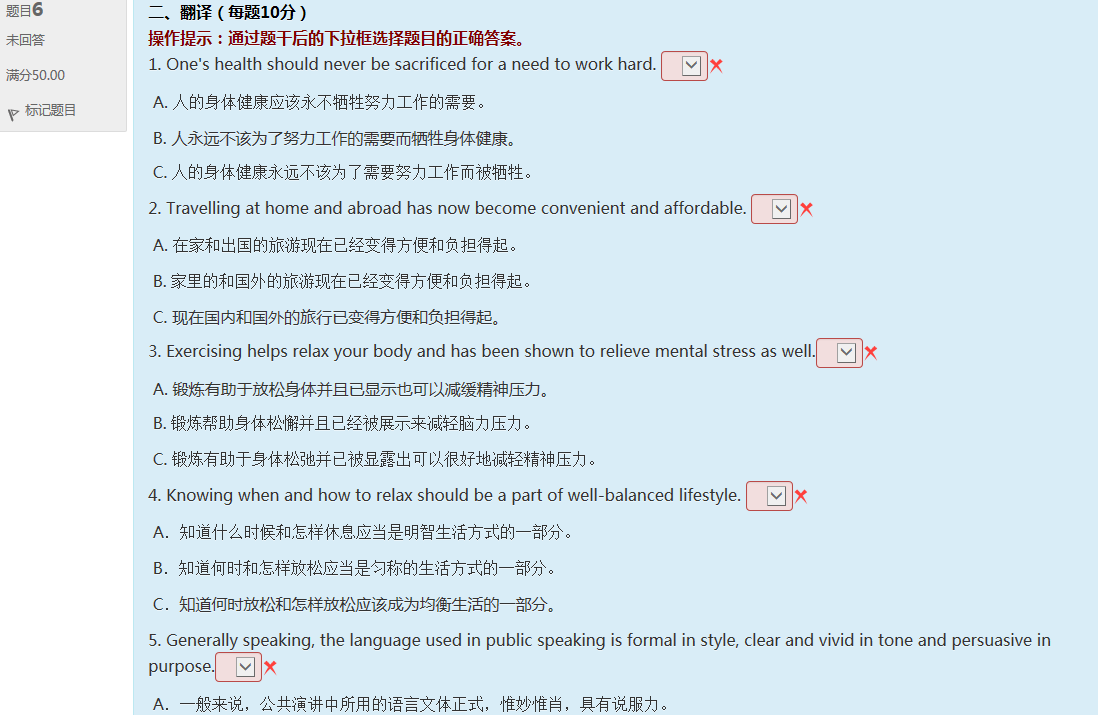 题目6
未回答
满分50.00
标记题目
二、翻译（每题10分）
操作提示：通过题干后的下拉框选择题目的正确答案。
1. One's health should never be sacrificed for a need to work hard.
A. 人的身体健康应该永不牺牲努力工作的需要。
B. 人永远不该为了努力工作的需要而牺牲身体健康。
C. 人的身体健康永远不该为了需要努力工作而被牺牲。
2. Travelling at home and abroad has now become convenient and affordable.
A. 在家和出国的旅游现在已经变得方便和负担得起。
B. 家里的和国外的旅游现在已经变得方便和负担得起。
C. 现在国内和国外的旅行已变得方便和负担得起。
3. Exercising helps relax your body and has been shown to relieve mental stress as well.
A. 锻炼有助于放松身体并且已显示也可以减缓精神压力。
B. 锻炼帮助身体松懈并且已经被展示来减轻脑力压力。
C. 锻炼有助于身体松弛并已被显露出可以很好地减轻精神压力。
4. Knowing when and how to relax should be a part of well-balanced lifestyle.
A. 知道什么时候和怎样休息应当是明智生活方式的一部分。
B. 知道何时和怎样放松应当是匀称的生活方式的一部分。
C. 知道何时放松和怎样放松应该成为均衡生活的一部分。
5. Generally speaking, the language used in public speaking is formal in style, clear and vivid in tone and persuasive in
purpose.
A. 一般来说，公共演讲中所用的语言文体正式，惟妙惟肖，具有说服力。